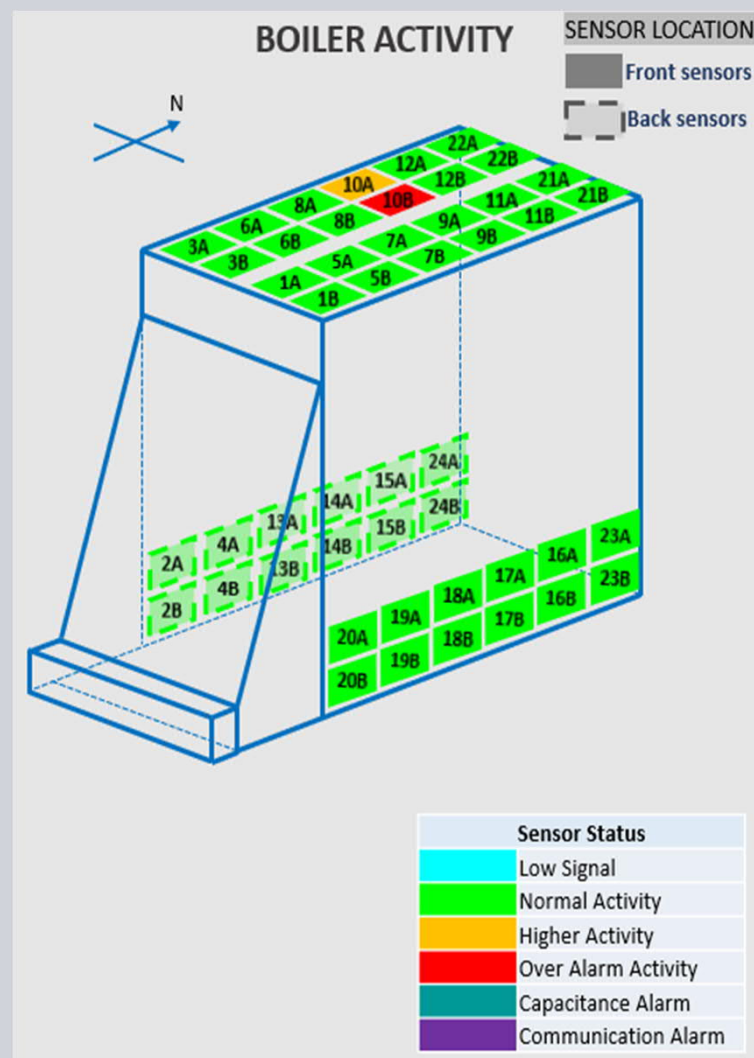 BOILER ACTIVITY
SENSOR LOCATION
Front sensors
Back sensors
N
22A
12A
22B
10A
12B
21A
8A
10B
11A
21B
6A
8B
9A
11B
3A
6B
7A
9B
3B
5A
7B
1A
5B
1B
24A
15A
14A
24B
13A
15B
4A
14B
2A
13B
4B
2B
23A
16A
17A
23B
18A
16B
19A
17B
20A
18B
19B
20B
Sensor Status
Low Signal
Normal Activity
Higher Activity
Over Alarm Activity
Capacitance Alarm
Communication Alarm